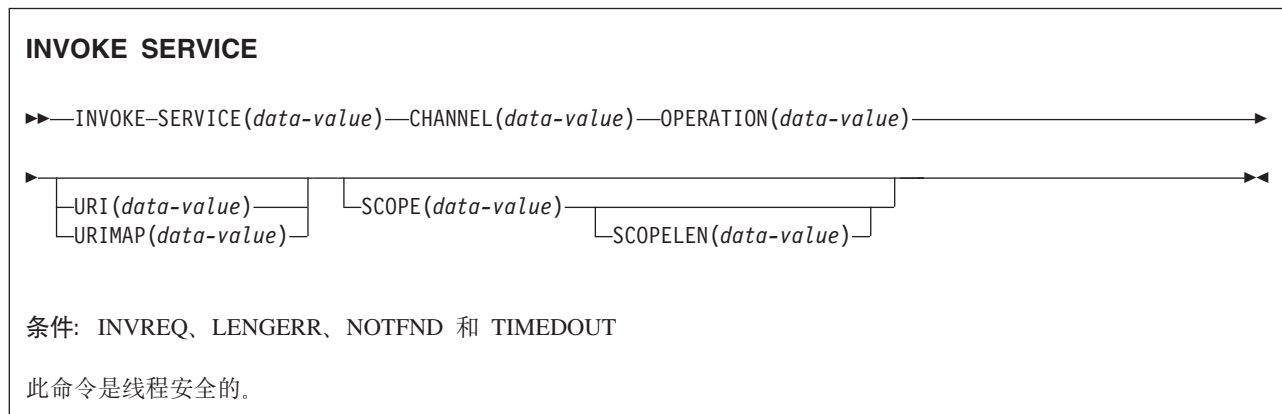 INVOKE SERVICE
INVOKE SERVICE(data-value) CHANNEL(data-value) OPERATION(data-value)
URI(data-value) SCOPE(data-value)
URIMAP(data-value) SCOPELEN(data-value)
条件: INVREQ、LENGERR、NOTFND 和 TIMEDOUT
此命令是线程安全的。